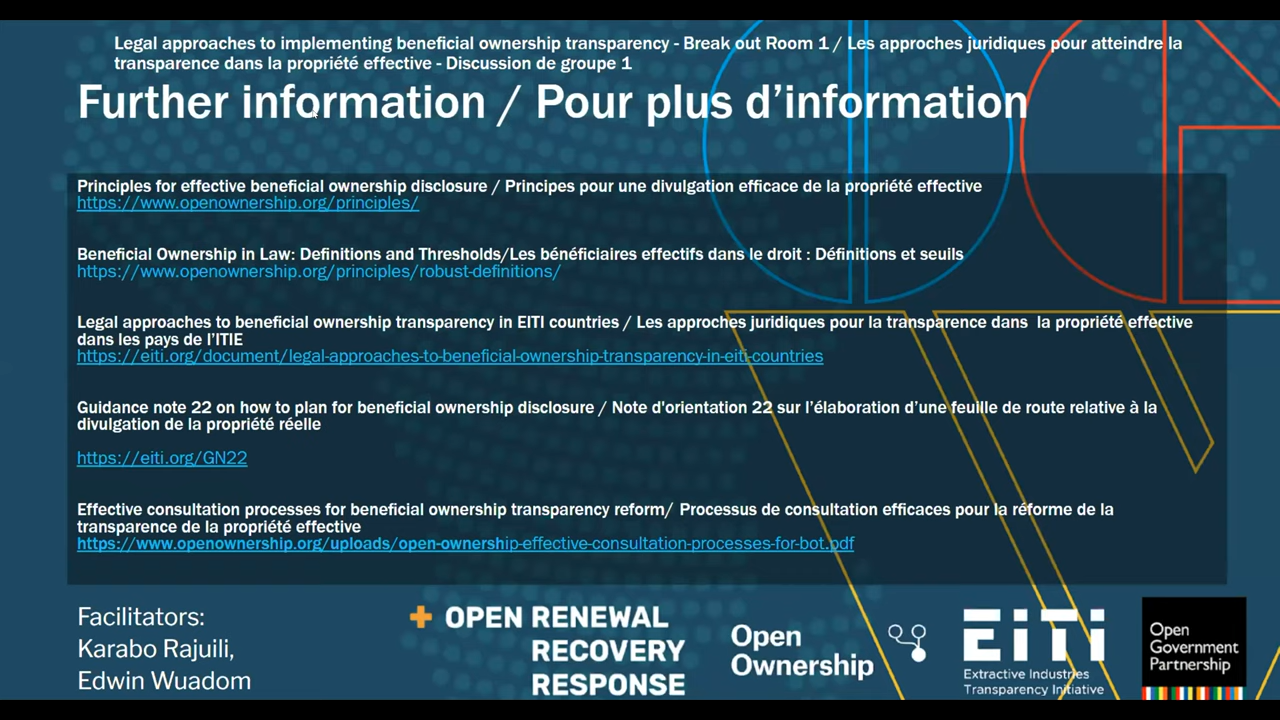 Legal approaches to implementing beneficial ownership transparency - Break out Room 1 / Les approches juridiques pour atteindre la
transparence dans la propriété effective - Discussion de groupe 1
Further information / Pour plus d’information
Principles for effective beneficial ownership disclosure / Principes pour une divulgation efficace de la propriété effective
https://www.openownership.org/principles/
Beneficial Ownership in Law: Definitions and Thresholds/Les bénéficiaires effectifs dans le droit : Définitions et seuils
https://www.openownership.org/principles/robust-definitions/
Legal approaches to beneficial ownership transparency in EITI countries / Les approches juridiques pour la transparence dans  la propriété effective
dans les pays de l’ITIE
https://eiti.org/document/legal-approaches-to-beneficial-ownership-transparency-in-eiti-countries
Guidance note 22 on how to plan for beneficial ownership disclosure / Note d'orientation 22 sur l’élaboration d’une feuille de route relative à la
divulgation de la propriété réelle
https://eiti.org/GN22
Effective consultation processes for beneficial ownership transparency reform/ Processus de consultation efficaces pour la réforme de la
transparence de la propriété effective
https://www.openownership.org/uploads/open-ownership-effective-consultation-processes-for-bot.pdf
Facilitators:
Karabo Rajuili,
Edwin Wuadom
+ OPEN RENEWAL
RECOVERY
RESPONSE
Open
Ownership
EITI
Extractive Industries
Transparency Initiative
Open
Government
Partnership